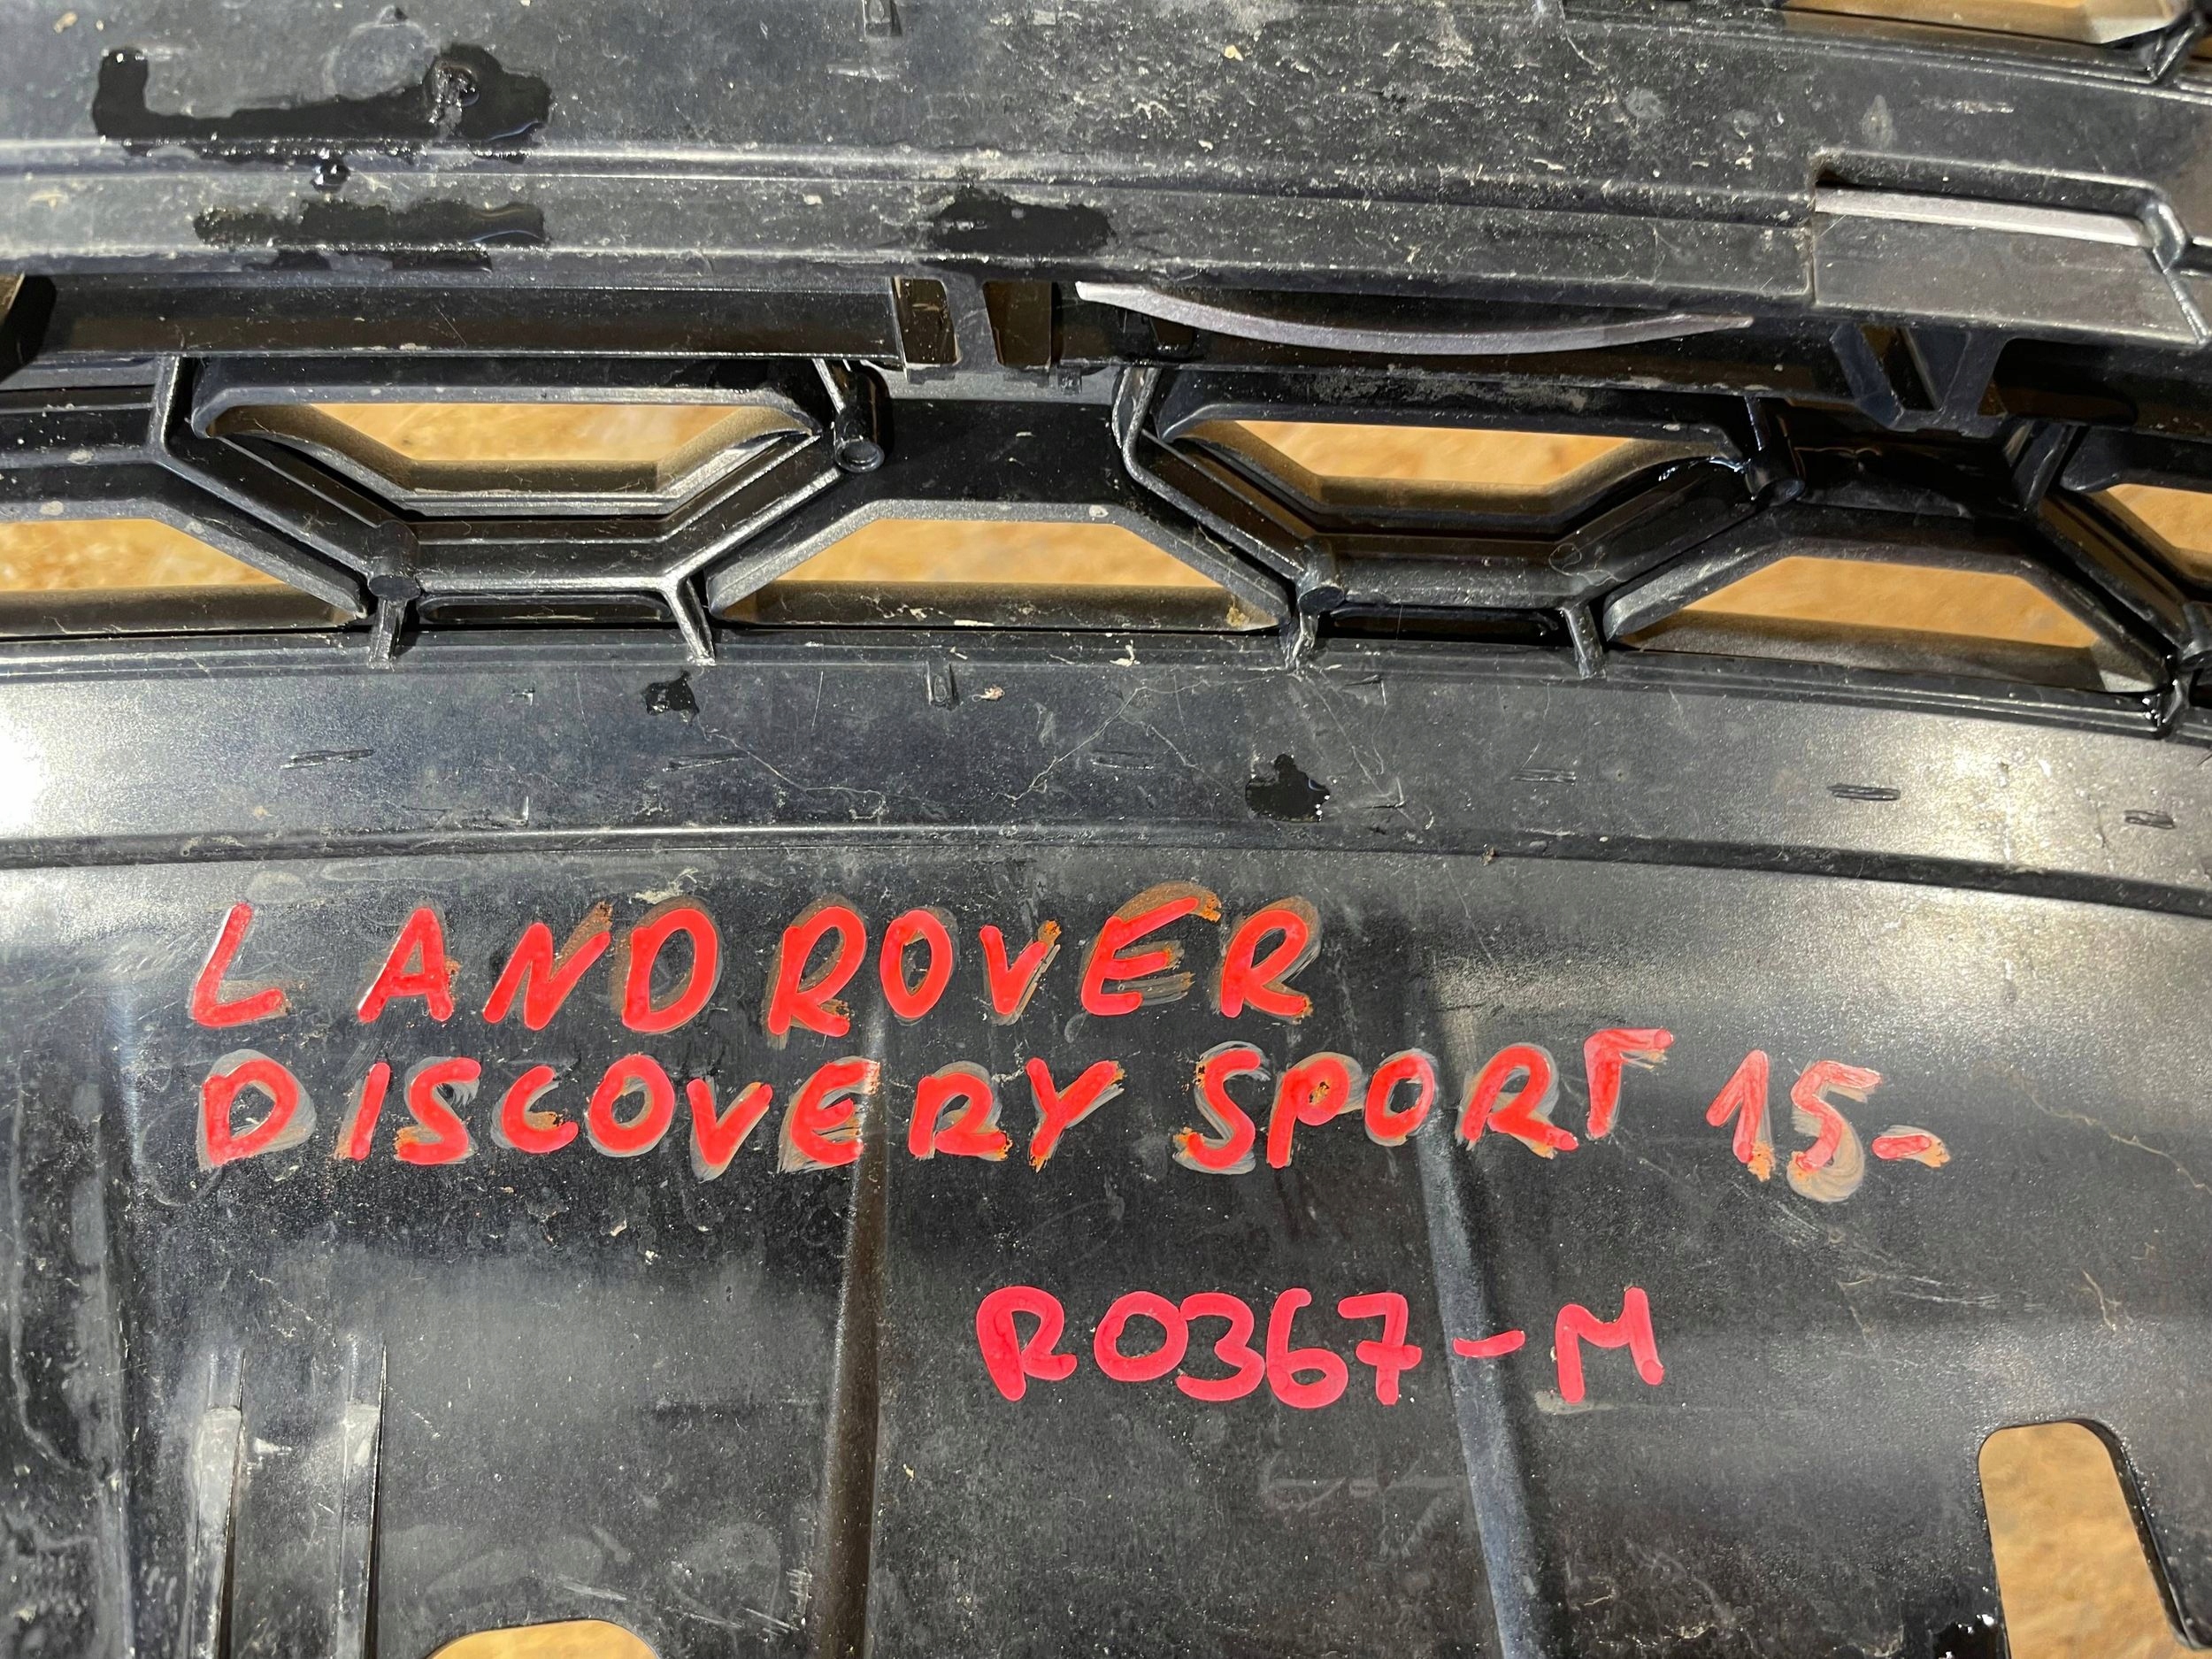 LANDROVER
DISCOVERY SPORT 15-
R0367-M